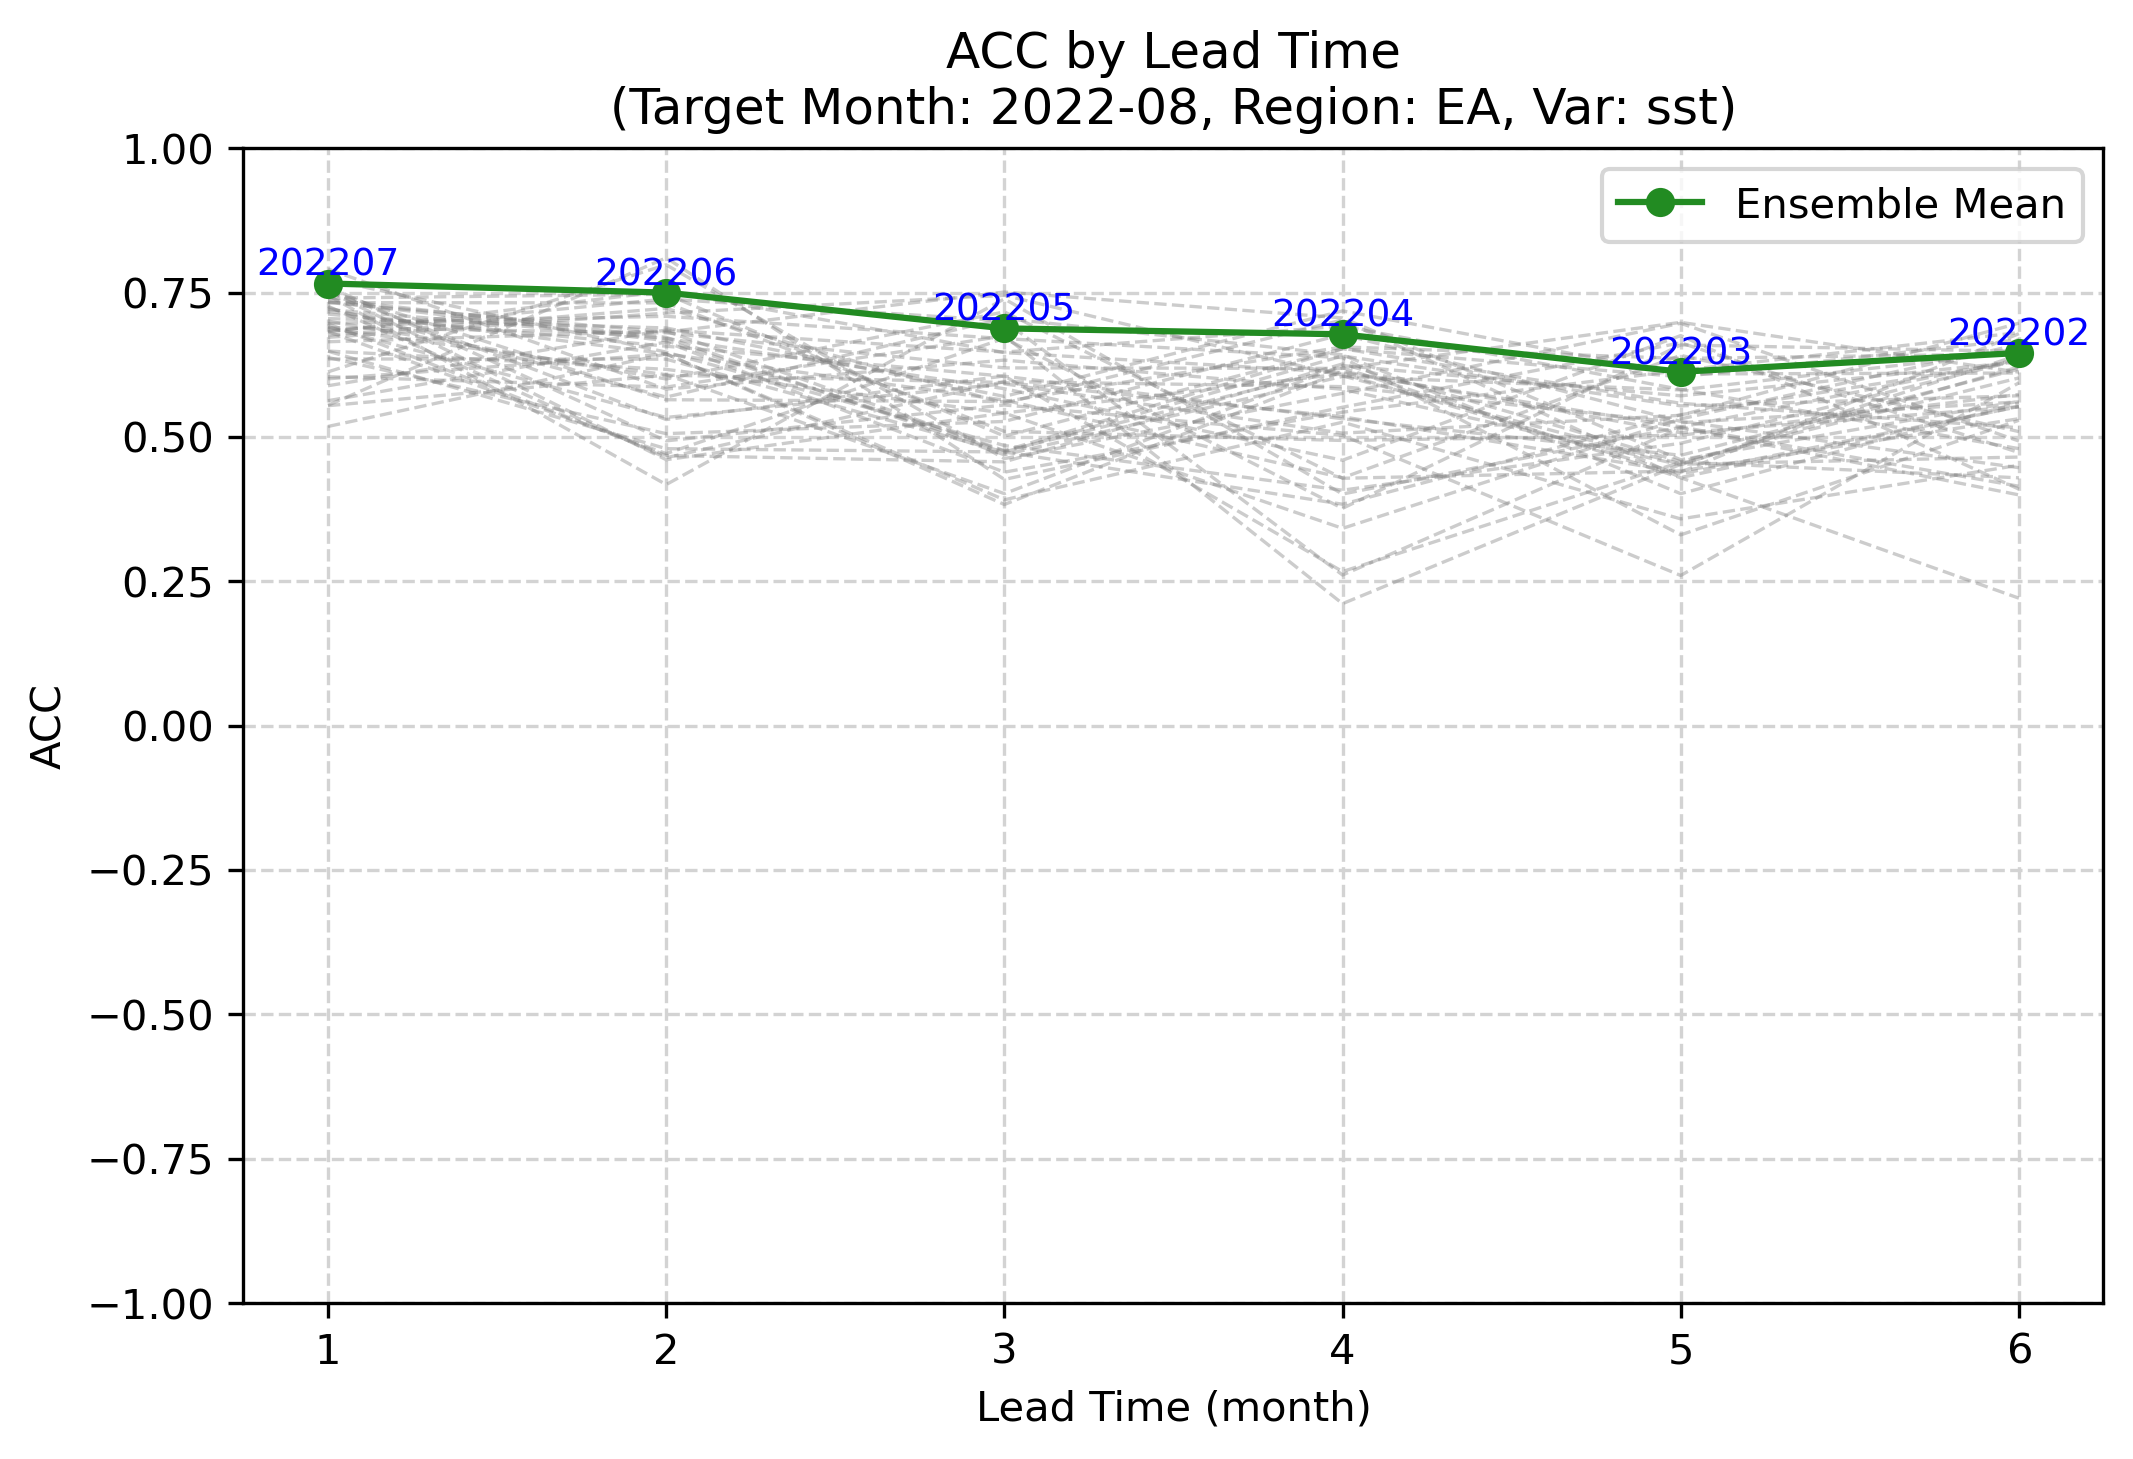 ACC by Lead Time
(Target Month: 2022-08, Region: EA, Var: sst)
1.00
0.75
0.50
0.25
0.00
−0.25
−0.50
−0.75
−1.00
ACC
Ensemble Mean
202207
202206
202205
202204
202203
202202
1 2 3 4 5 6
Lead Time (month)